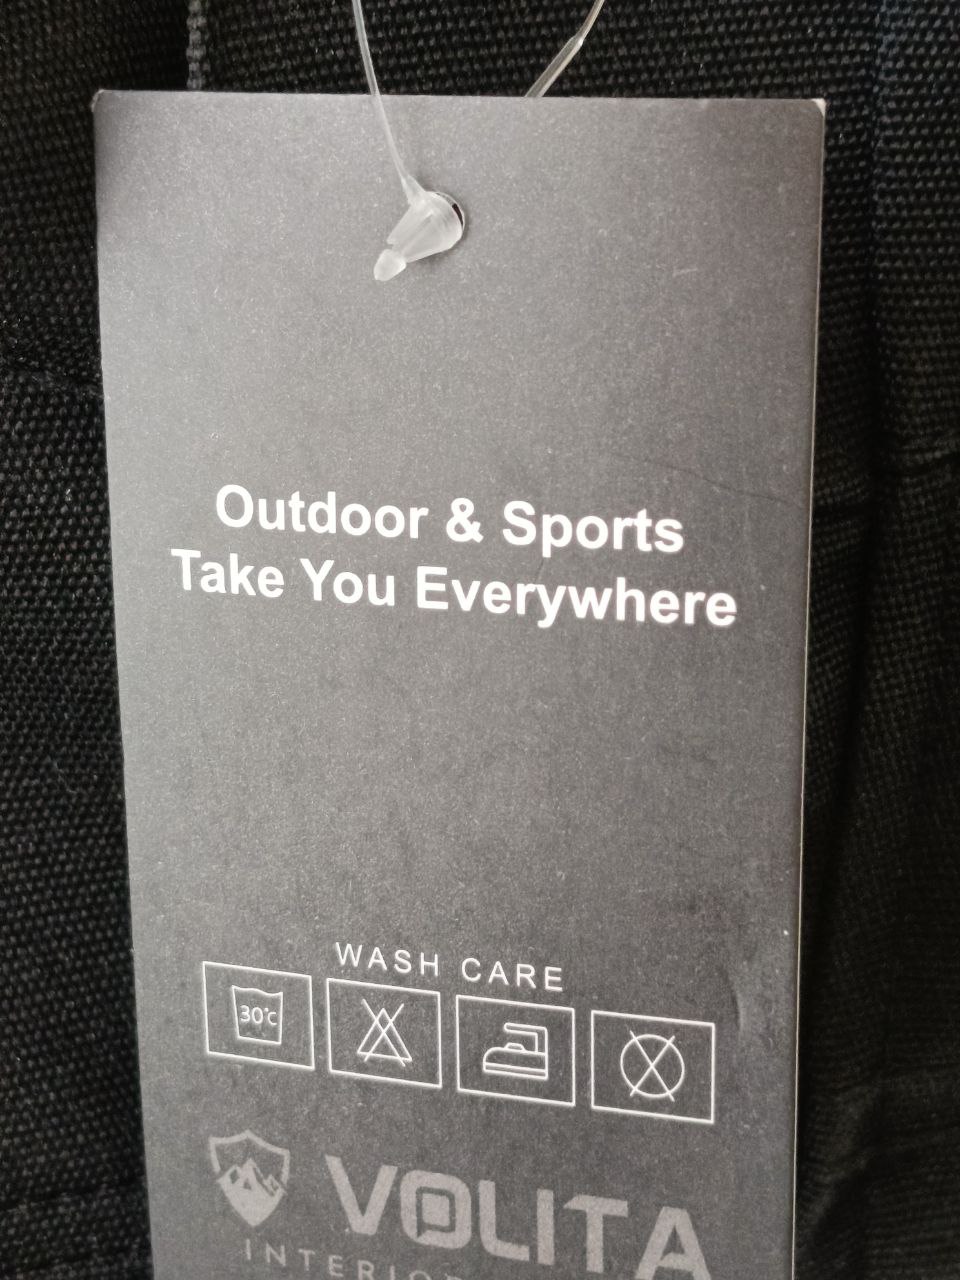 Outdoor & Sports
Take You Everywhere
WASH CARE
30°c
VOLITA